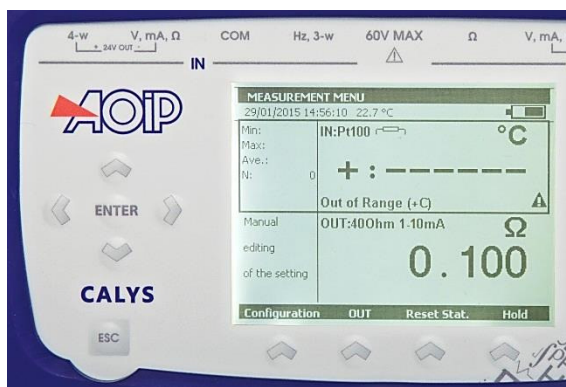 4-w V, mA, Ω COM Hz, 3-w 60V MAX Ω V, mA,
+ 24V OUT -
IN
AOIP
ENTER
CALYS
ESC
MEASUREMENT MENU
29/01/2015 14:56:10 22.7 °C
Min:
Max:
Ave.:
N: 0
IN:Pt100 °C
+:------
Out of Range (+C)
Manual
editing
of the setting
OUT:40Ohm 1-10mA Ω
0.100
Configuration OUT Reset Stat. Hold